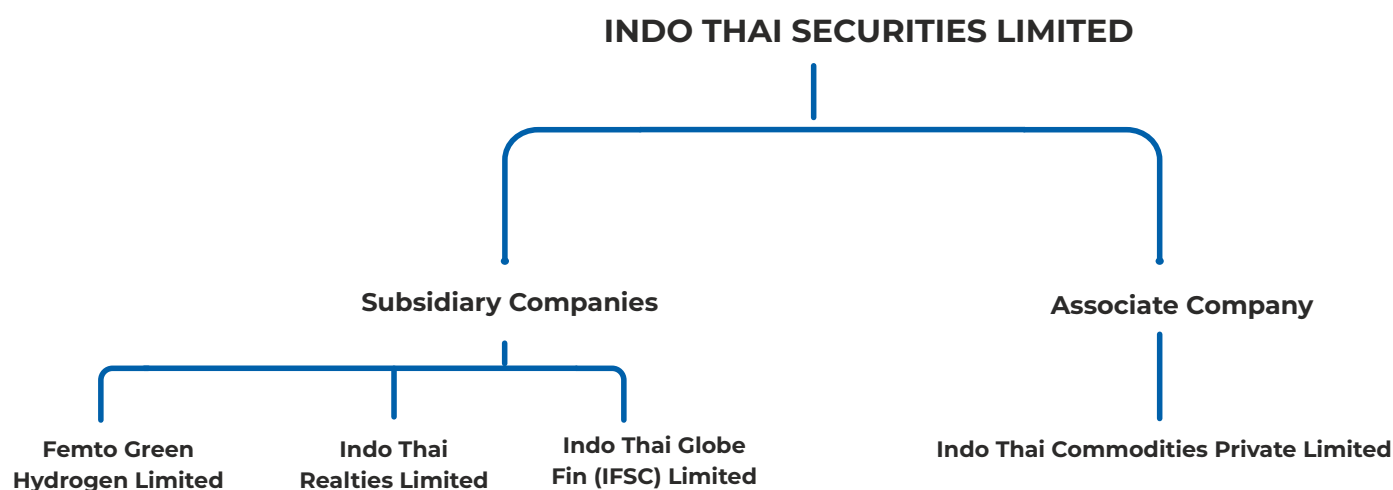 INDO THAI SECURITIES LIMITED
Subsidiary Companies
Associate Company
Femto Green
Hydrogen Limited
Indo Thai
Realties Limited
Indo Thai Globe
Fin (IFSC) Limited
Indo Thai Commodities Private Limited